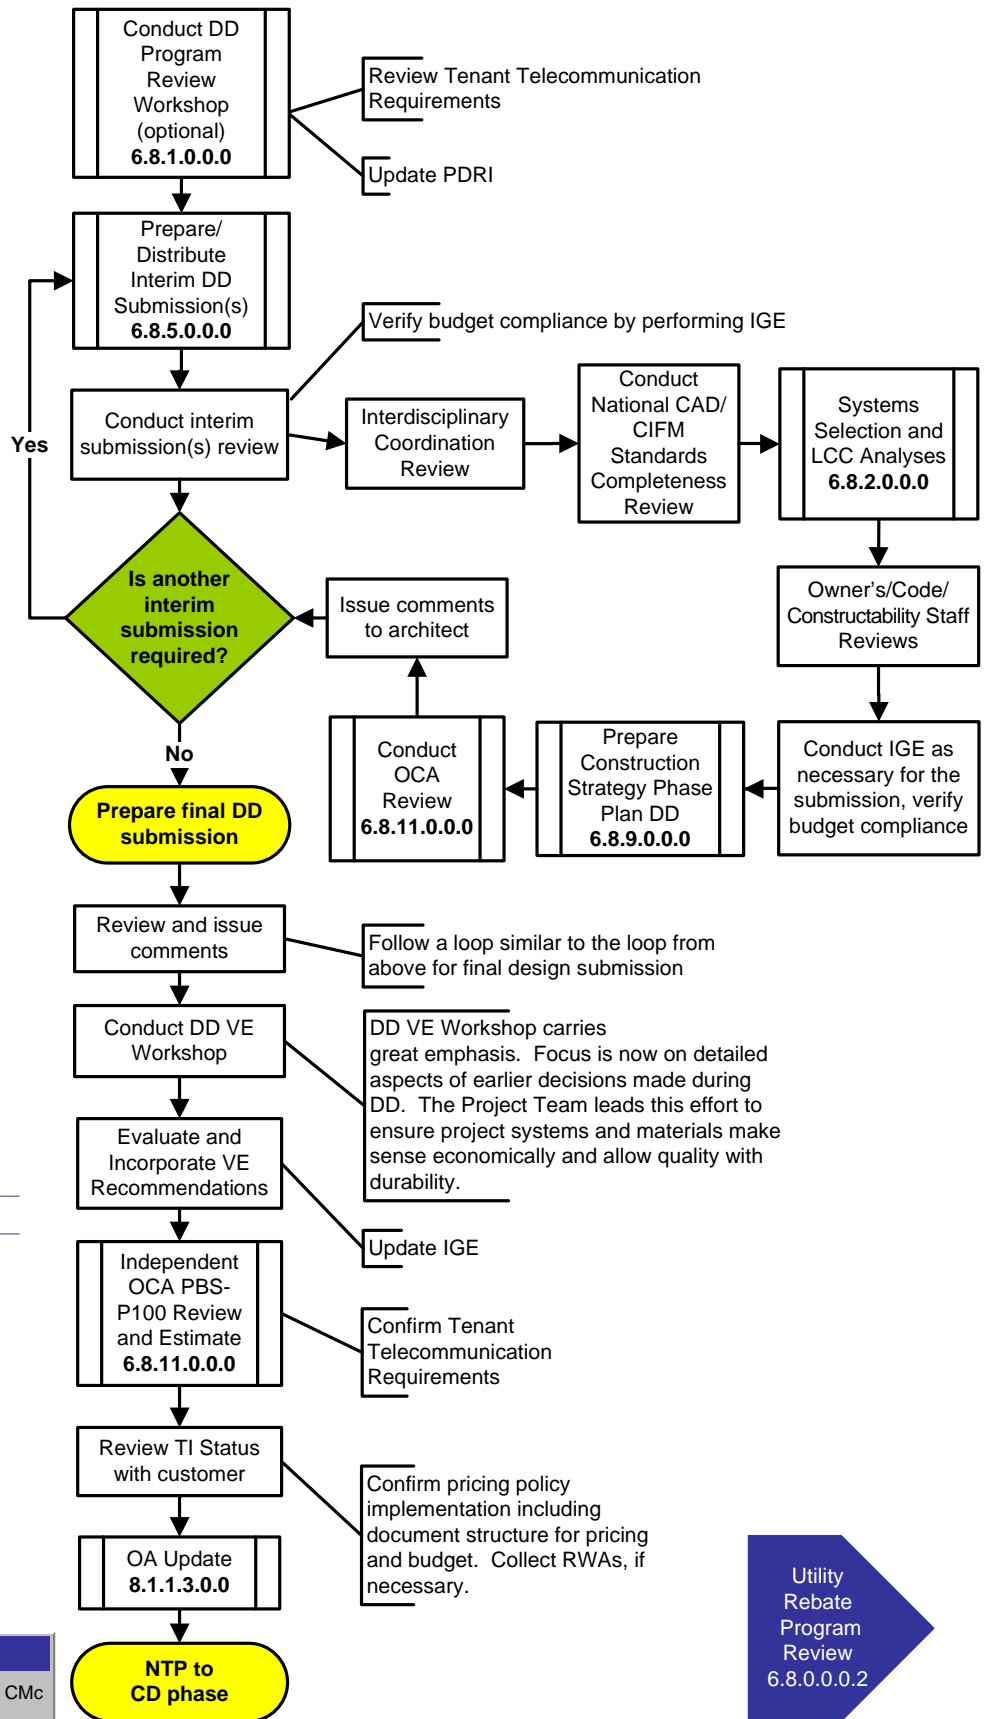 Conduct DD
Program
Review
Workshop
(optional)
6.8.1.0.0.0
Review Tenant Telecommunication
Requirements
Update PDRI
Prepare/
Distribute
Interim DD
Submission(s)
6.8.5.0.0.0
Verify budget compliance by performing IGE
Yes
Conduct interim
submission(s) review
Interdisciplinary
Coordination
Review
Conduct
National CAD/
CIFM
Standards
Completeness
Review
Systems
Selection and
LCC Analyses
6.8.2.0.0.0
Is another
interim
submission
required?
Issue comments
to architect
Owner's/Code/
Constructability Staff
Reviews
No
Conduct
OCA
Review
6.8.11.0.0.0
Prepare
Construction
Strategy Phase
Plan DD
6.8.9.0.0.0
Conduct IGE as
necessary for the
submission, verify
budget compliance
Prepare final DD
submission
Review and issue
comments
Follow a loop similar to the loop from
above for final design submission
Conduct DD VE
Workshop
DD VE Workshop carries
great emphasis.  Focus is now on detailed
aspects of earlier decisions made during
DD.  The Project Team leads this effort to
ensure project systems and materials make
sense economically and allow quality with
durability.
Evaluate and
Incorporate VE
Recommendations
Update IGE
Independent
OCA PBS-
P100 Review
and Estimate
6.8.11.0.0.0
Confirm Tenant
Telecommunication
Requirements
Review TI Status
with customer
Confirm pricing policy
implementation including
document structure for pricing
and budget.  Collect RWAs, if
necessary.
OA Update
8.1.1.3.0.0
Utility
Rebate
Program
Review
6.8.0.0.0.2
NTP to
CD phase
CMc